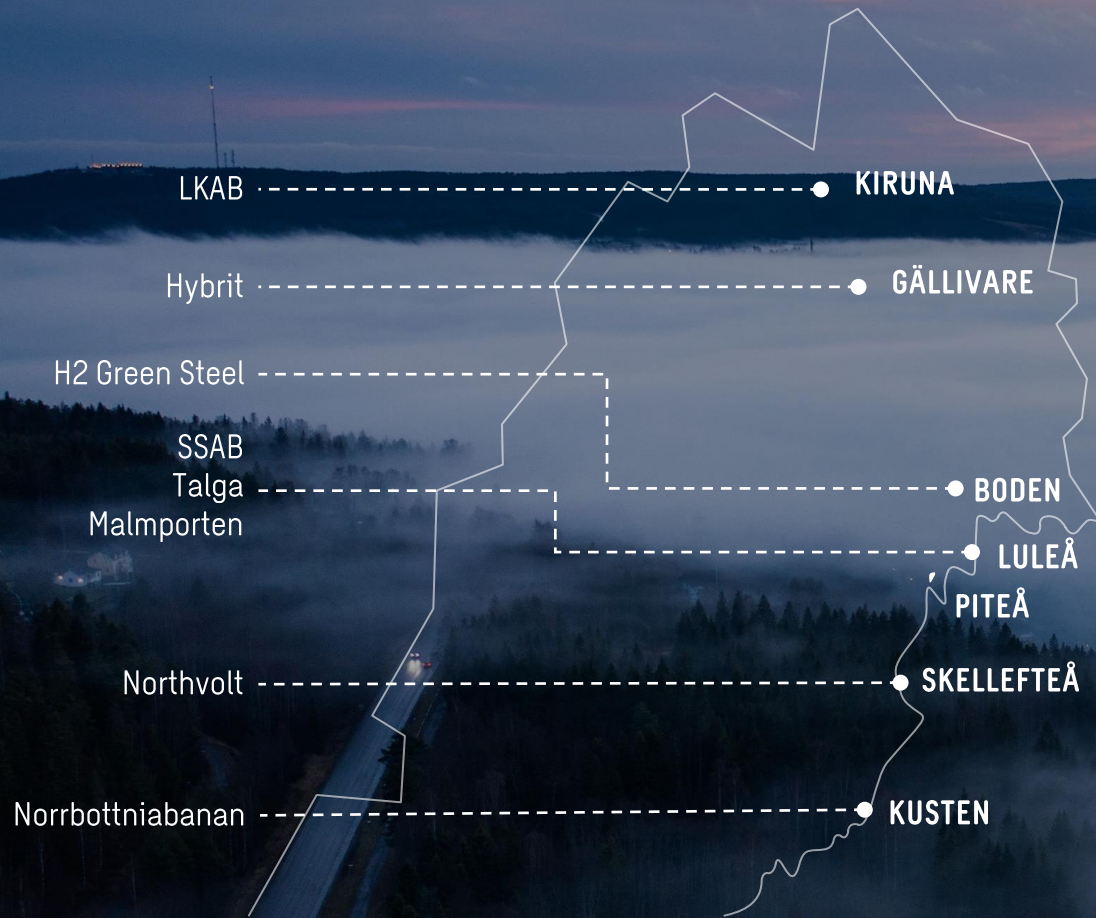 LKAB
KIRUNA
Hybrit
GÄLLIVARE
H2 Green Steel
SSAB
Talga
Malmporten
BODEN
LULEÅ
PITEÅ
Northvolt
SKELLEFTEÅ
Norrbottniabanan
KUSTEN